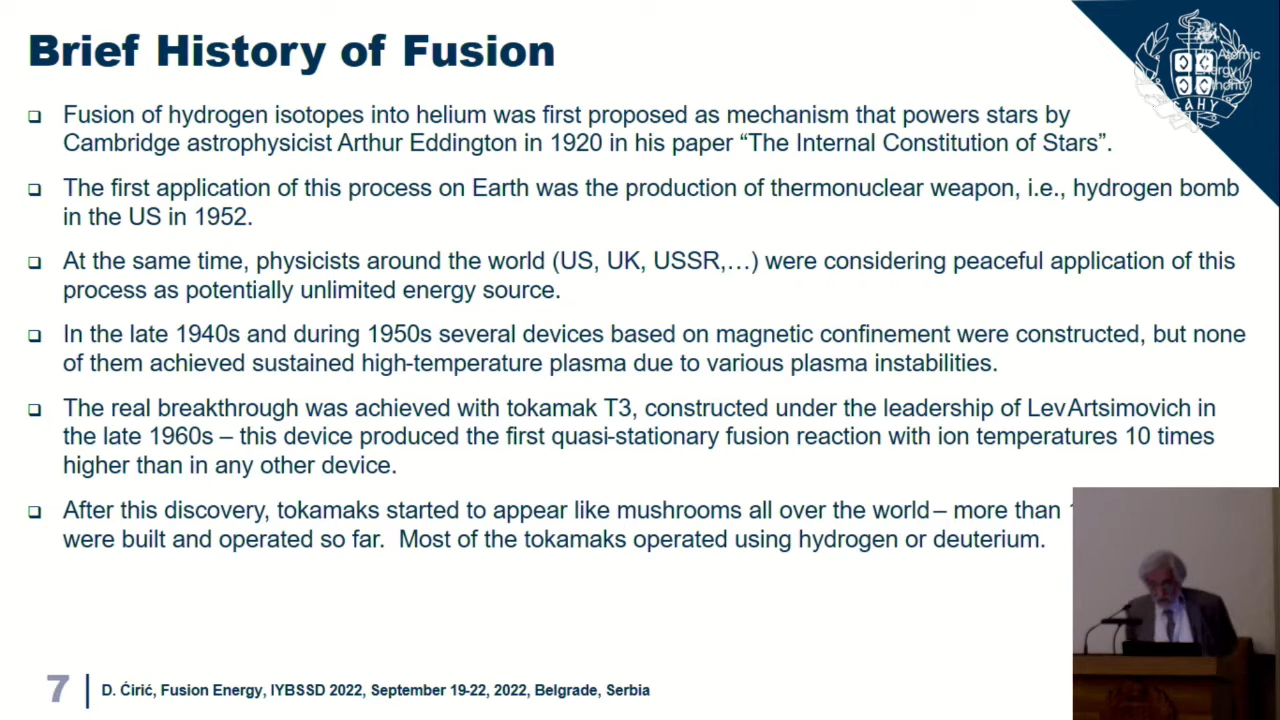 Brief History of Fusion
Fusion of hydrogen isotopes into helium was first proposed as mechanism that powers stars by
Cambridge astrophysicist Arthur Eddington in 1920 in his paper “The Internal Constitution of Stars”.
The first application of this process on Earth was the production of thermonuclear weapon, i.e., hydrogen bomb
in the US in 1952.
At the same time, physicists around the world (US, UK, USSR,…) were considering peaceful application of this
process as potentially unlimited energy source.
In the late 1940s and during 1950s several devices based on magnetic confinement were constructed, but none
of them achieved sustained high-temperature plasma due to various plasma instabilities.
The real breakthrough was achieved with tokamak T3, constructed under the leadership of Lev Artsimovich in
the late 1960s – this device produced the first quasi-stationary fusion reaction with ion temperatures 10 times
higher than in any other device.
After this discovery, tokamaks started to appear like mushrooms all over the world – more than
were built and operated so far. Most of the tokamaks operated using hydrogen or deuterium.
7
D. Ćirić, Fusion Energy, IYBSSD 2022, September 19-22, 2022, Belgrade, Serbia
Energy
САНУ